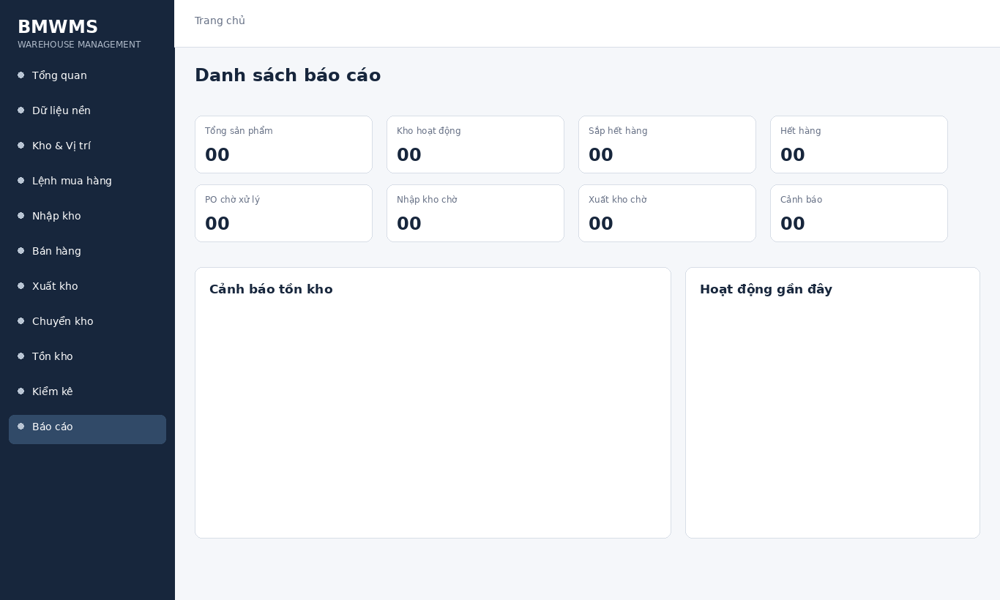 BMWMS
WAREHOUSE MANAGEMENT
Tổng quan
Dữ liệu nền
Kho & Vị trí
Lệnh mua hàng
Nhập kho
Bán hàng
Xuất kho
Chuyển kho
Tồn kho
Kiểm kê
Báo cáo
Trang chủ
Danh sách báo cáo
Tổng sản phẩm
00
Kho hoạt động
00
Sắp hết hàng
00
Hết hàng
00
PO chờ xử lý
00
Nhập kho chờ
00
Xuất kho chờ
00
Cảnh báo
00
Cảnh báo tồn kho
Hoạt động gần đây